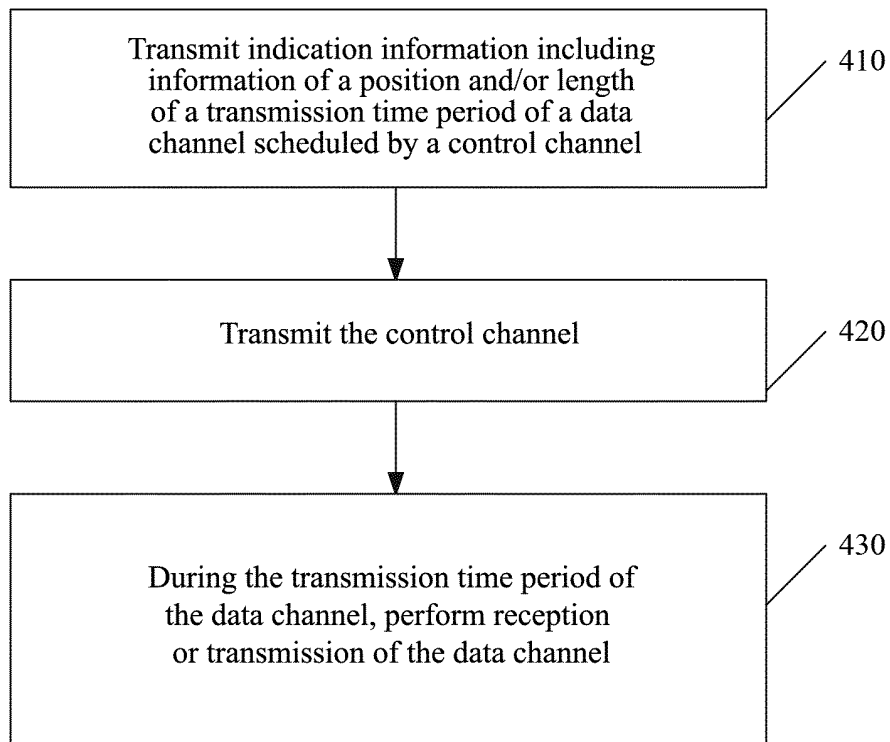 Transmit indication information including
information of a position and/or length
of a transmission time period of a data
channel scheduled by a control channel
410
Transmit the control channel
420
During the transmission time period of
the data channel, perform reception
or transmission of the data channel
430